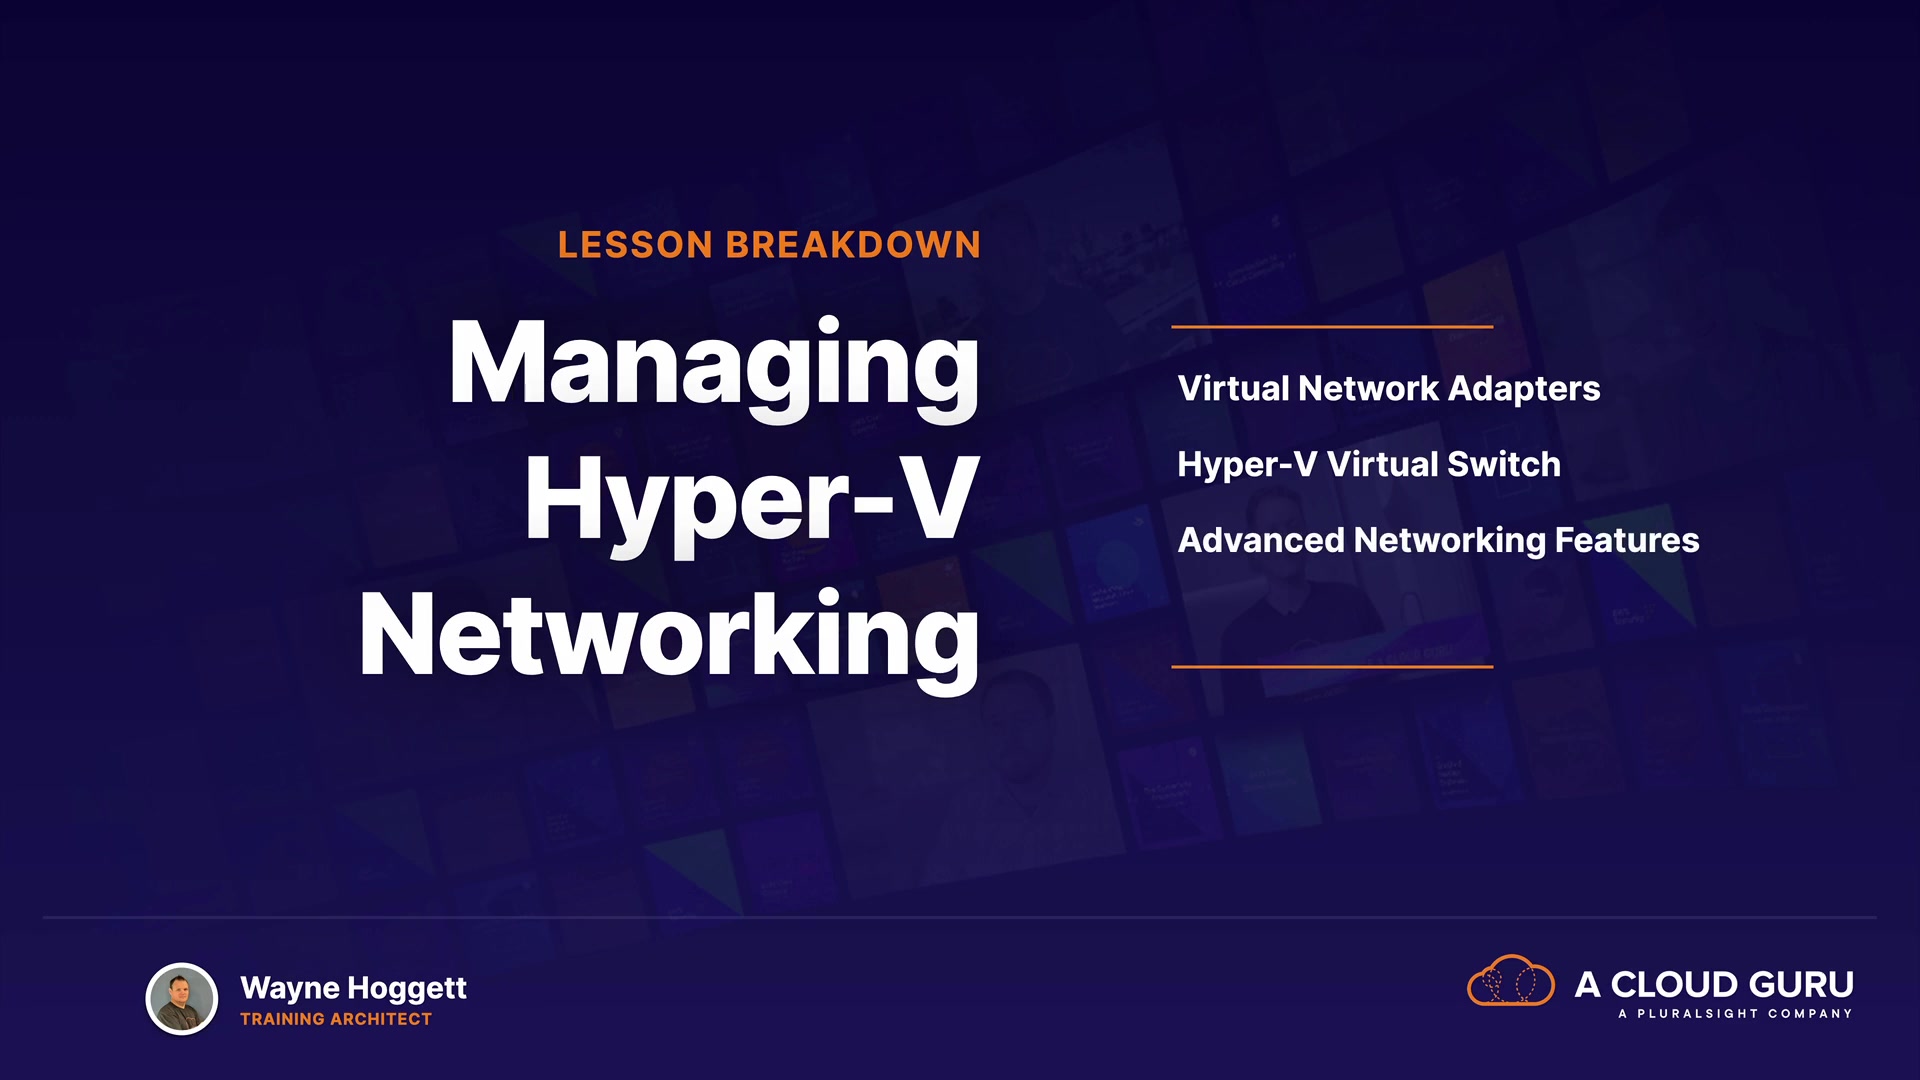 LESSON BREAKDOWN
Managing
Hyper-V
Networking
Virtual Network Adapters
Hyper-V Virtual Switch
Advanced Networking Features
Wayne Hoggett
TRAINING ARCHITECT
A CLOUD GURU
A PLURALSIGHT COMPANY